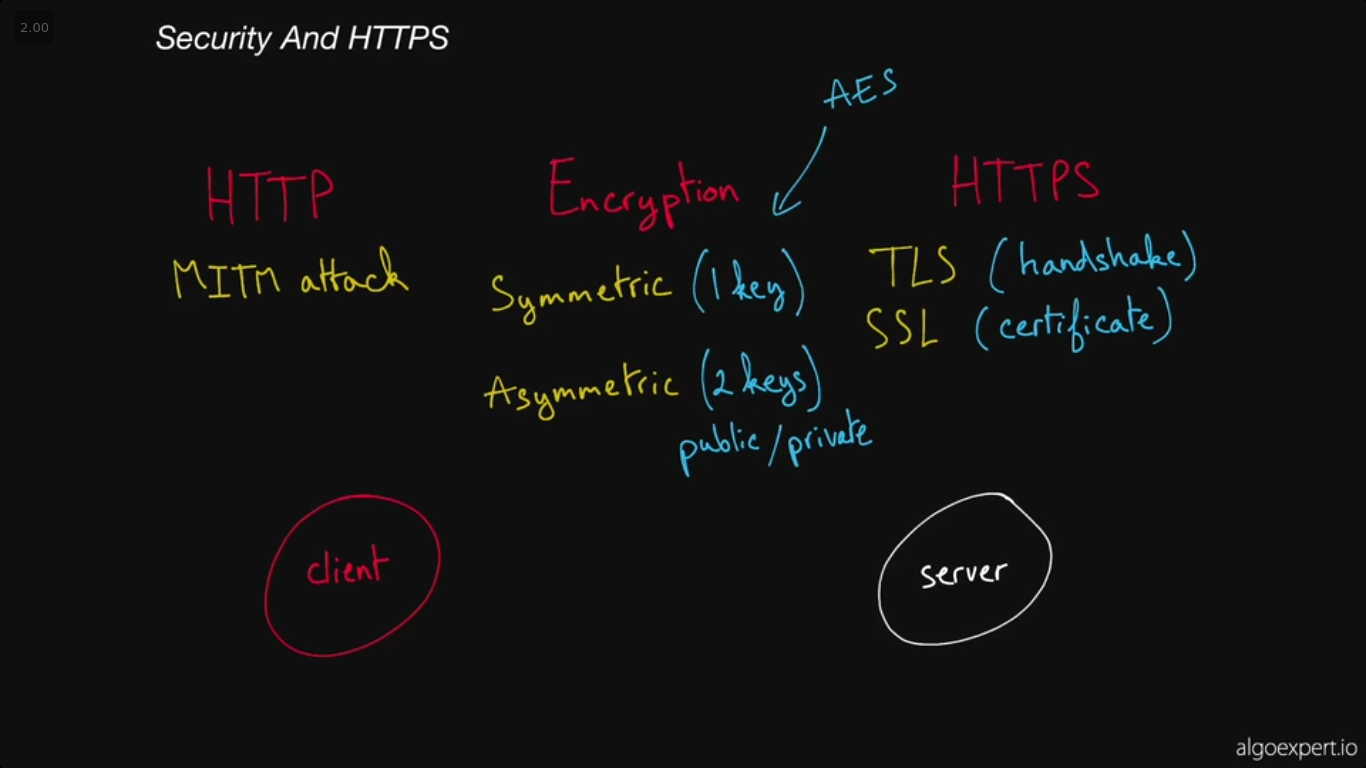 2.00
Security And HTTPS
AES
HTTP
MITM attack
Encryption
Symmetric (1 key)
Asymmetric (2 keys)
public/private
HTTPS
TLS (handshake)
SSL (certificate)
client
server
algoexpert.io